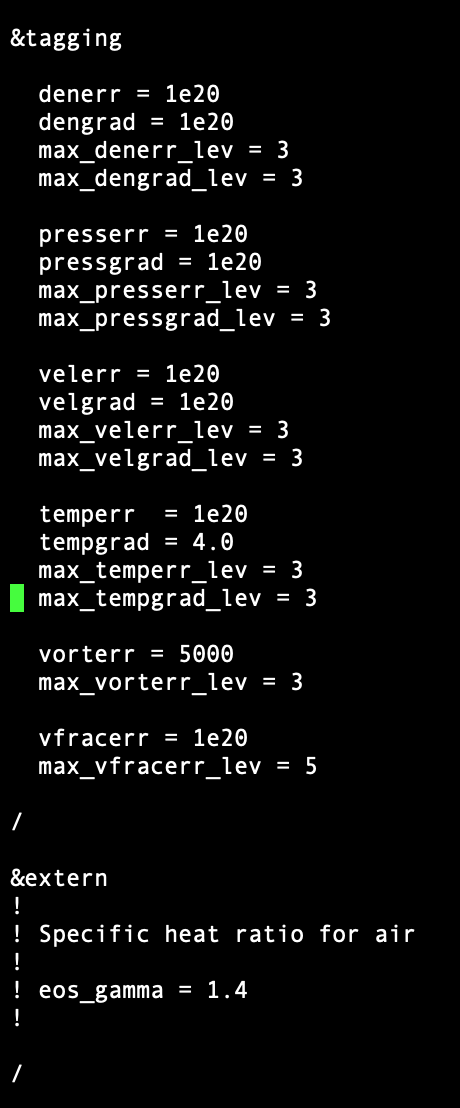 &tagging
denerr = 1e20
dengrad = 1e20
max_denerr_lev = 3
max_dengrad_lev = 3
presserr = 1e20
pressgrad = 1e20
max_presserr_lev = 3
max_pressgrad_lev = 3
velerr = 1e20
velgrad = 1e20
max_velerr_lev = 3
max_velgrad_lev = 3
temperr  = 1e20
tempgrad = 4.0
max_temperr_lev = 3
max_tempgrad_lev = 3
vorterr = 5000
max_vorterr_lev = 3
vfracerr = 1e20
max_vfracerr_lev = 5
/
&extern
!
! Specific heat ratio for air
!
! eos_gamma = 1.4
!
/